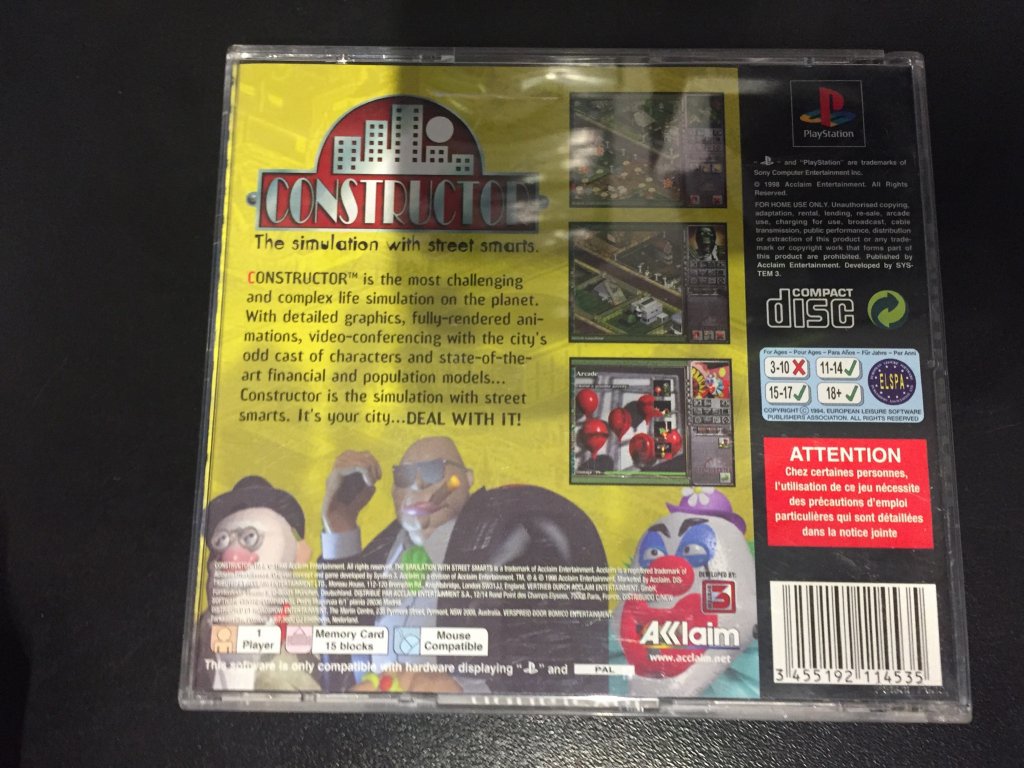 CONSTRUCTOR
The simulation with street smarts.
CONSTRUCTOR™ is the most challenging
and complex life simulation on the planet.
With detailed graphics, fully-rendered ani-
mations, video-conferencing with the city's
odd cast of characters and state-of-the-
art financial and population models...
Constructor is the simulation with street
smarts. It's your city...DEAL WITH IT!
Arcade
PlayStation
"PS" and "PlayStation" are trademarks of
Sony Computer Entertainment Inc.
© 1998 Acclaim Entertainment. All Rights
Reserved.
FOR HOME USE ONLY. Unauthorised copying,
adaptation, rental, lending, re-sale, arcade
use, charging for use, broadcast, cable
transmission, public performance, distribution
or extraction of this product or any trade-
mark or copyright work that forms part of
this product are prohibited. Published by
Acclaim Entertainment. Developed by SYS-
TEM 3.
COMPACT
disc
For Ages – Pour Ages – Para Años – Für Jahre – Par Anni
3-10 11-14
15-17 18+
ELSPA
COPYRIGHT © 1994. EUROPEAN LEISURE SOFTWARE
PUBLISHERS ASSOCIATION. ALL RIGHTS RESERVED
ATTENTION
Chez certaines personnes,
l'utilisation de ce jeu nécessite
des précautions d'emploi
particulières qui sont détaillées
dans la notice jointe
DEVELOPED BY:
AKKlaim
www.acclaim.net
1
Player
Memory Card
15 blocks
Mouse
Compatible
This software is only compatible with hardware displaying "PS" and PAL
3 455192 114535